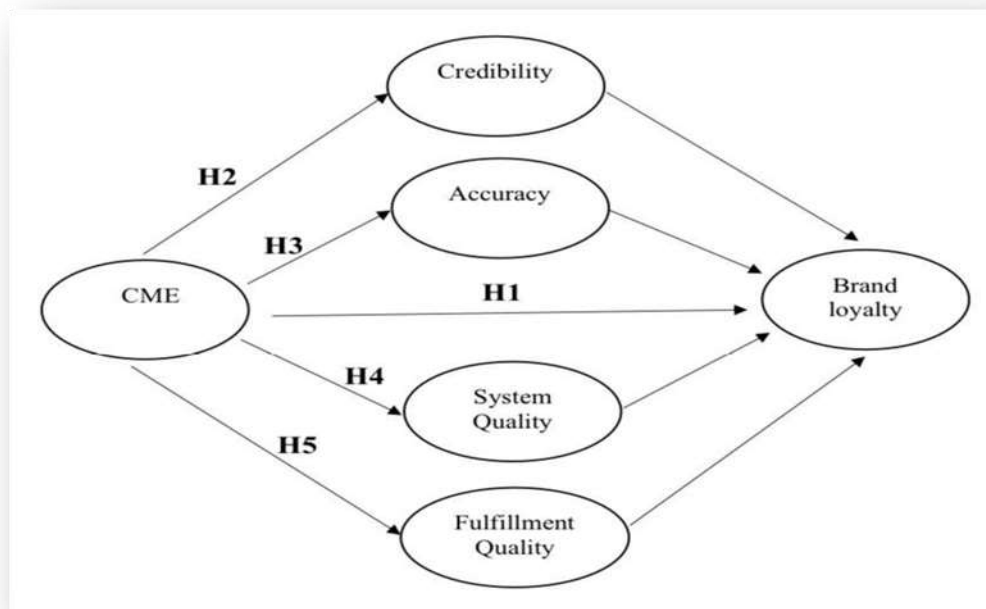 Credibility
H2
Accuracy
H3
CME
H1
Brand
loyalty
H4
System
Quality
H5
Fulfillment
Quality